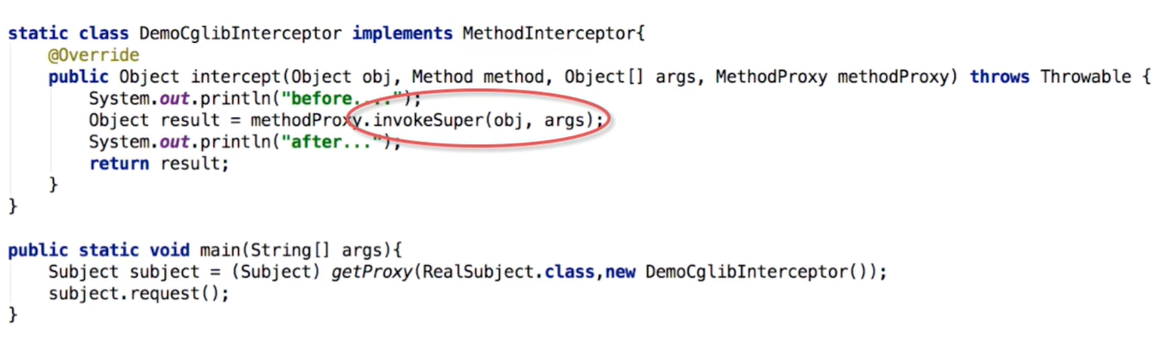 static class DemoCglibInterceptor implements MethodInterceptor{
@Override
public Object intercept(Object obj, Method method, Object[] args, MethodProxy methodProxy) throws Throwable {
System.out.println("before....");
Object result = methodProxy.invokeSuper(obj, args);
System.out.println("after...");
return result;
}
}
public static void main(String[] args){
Subject subject = (Subject) getProxy(RealSubject.class,new DemoCglibInterceptor());
subject.request();
}